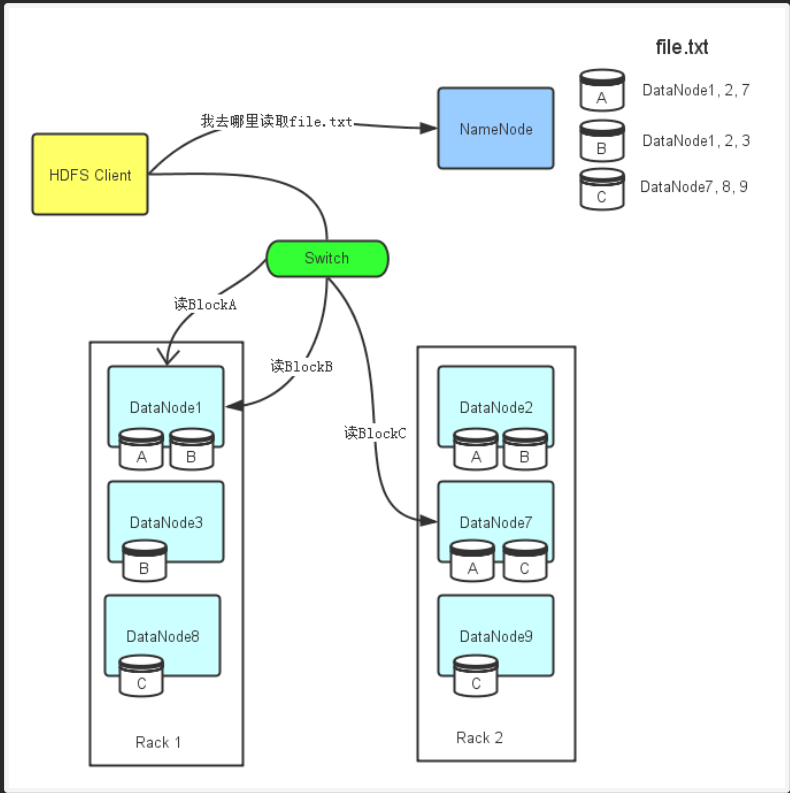 file.txt
A
DataNode1, 2, 7
我去哪里读取file.txt
NameNode
B
DataNode1, 2, 3
HDFS Client
C
DataNode7, 8, 9
Switch
读BlockA
读BlockB
读BlockC
DataNode1
A
B
DataNode3
B
DataNode8
C
Rack 1
DataNode2
A
B
DataNode7
A
C
DataNode9
C
Rack 2